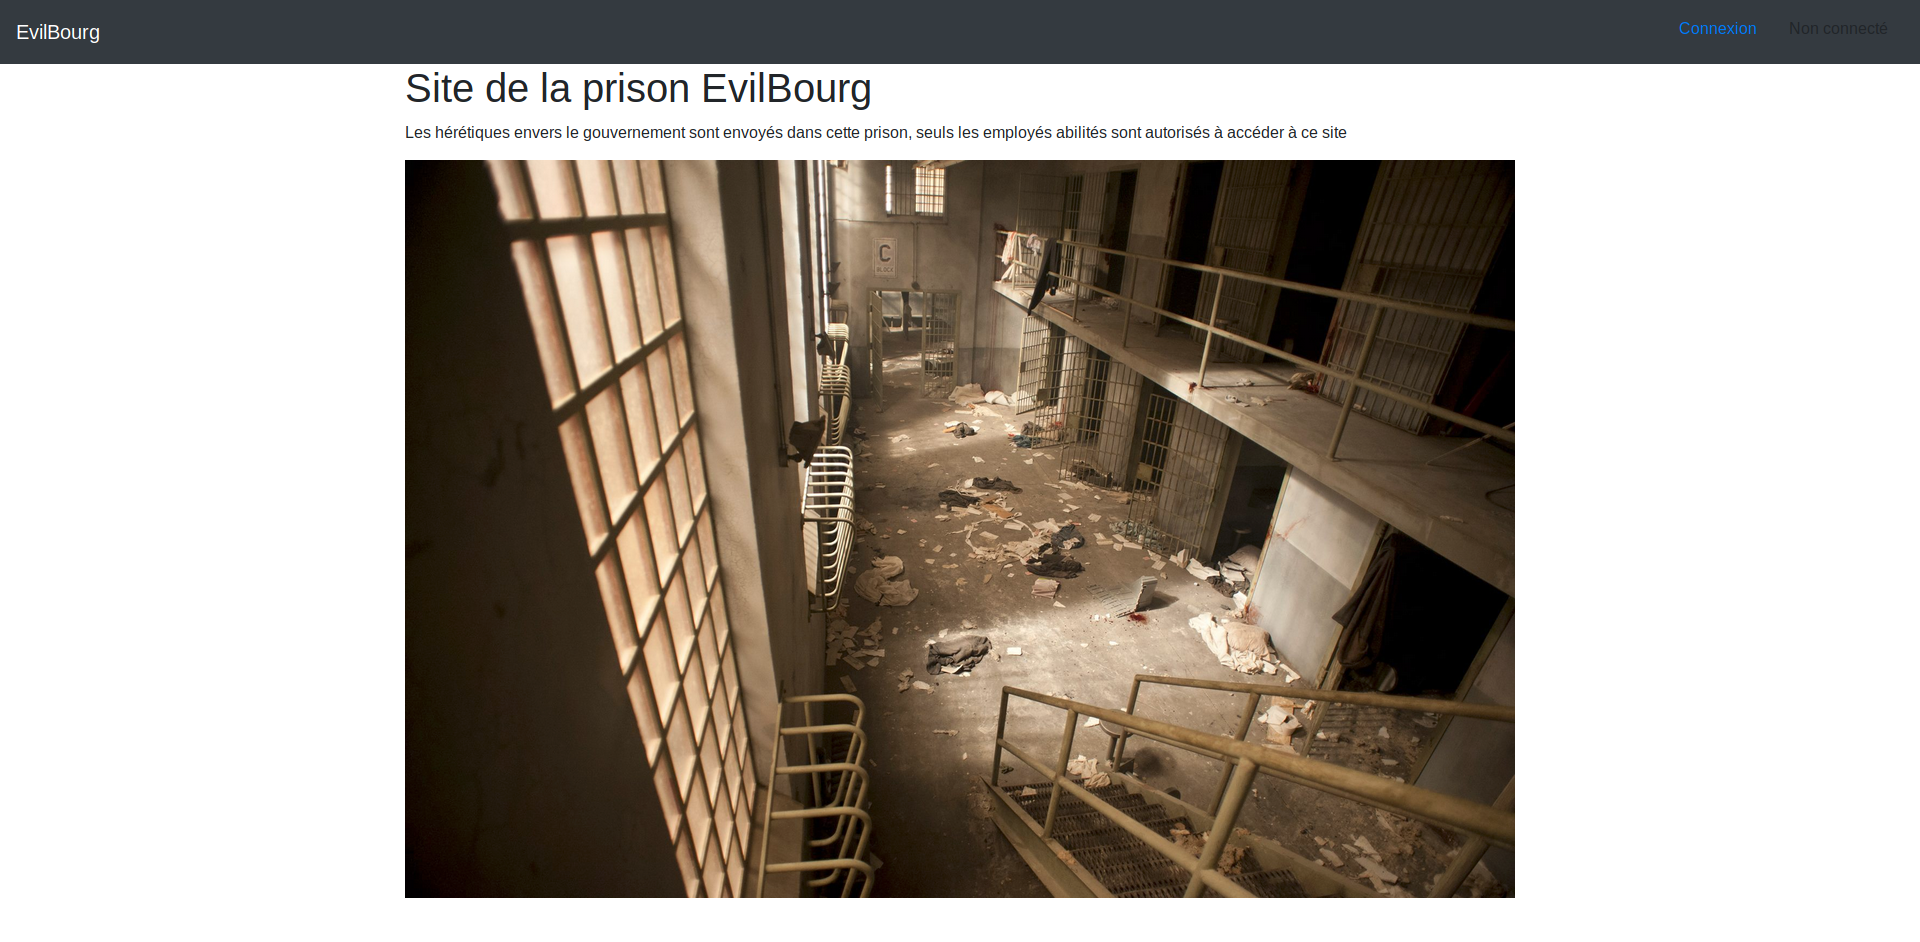 EvilBourg
Connexion Non connecté
Site de la prison EvilBourg
Les hérétiques envers le gouvernement sont envoyés dans cette prison, seuls les employés abilités sont autorisés à accéder à ce site
C
BLOCK